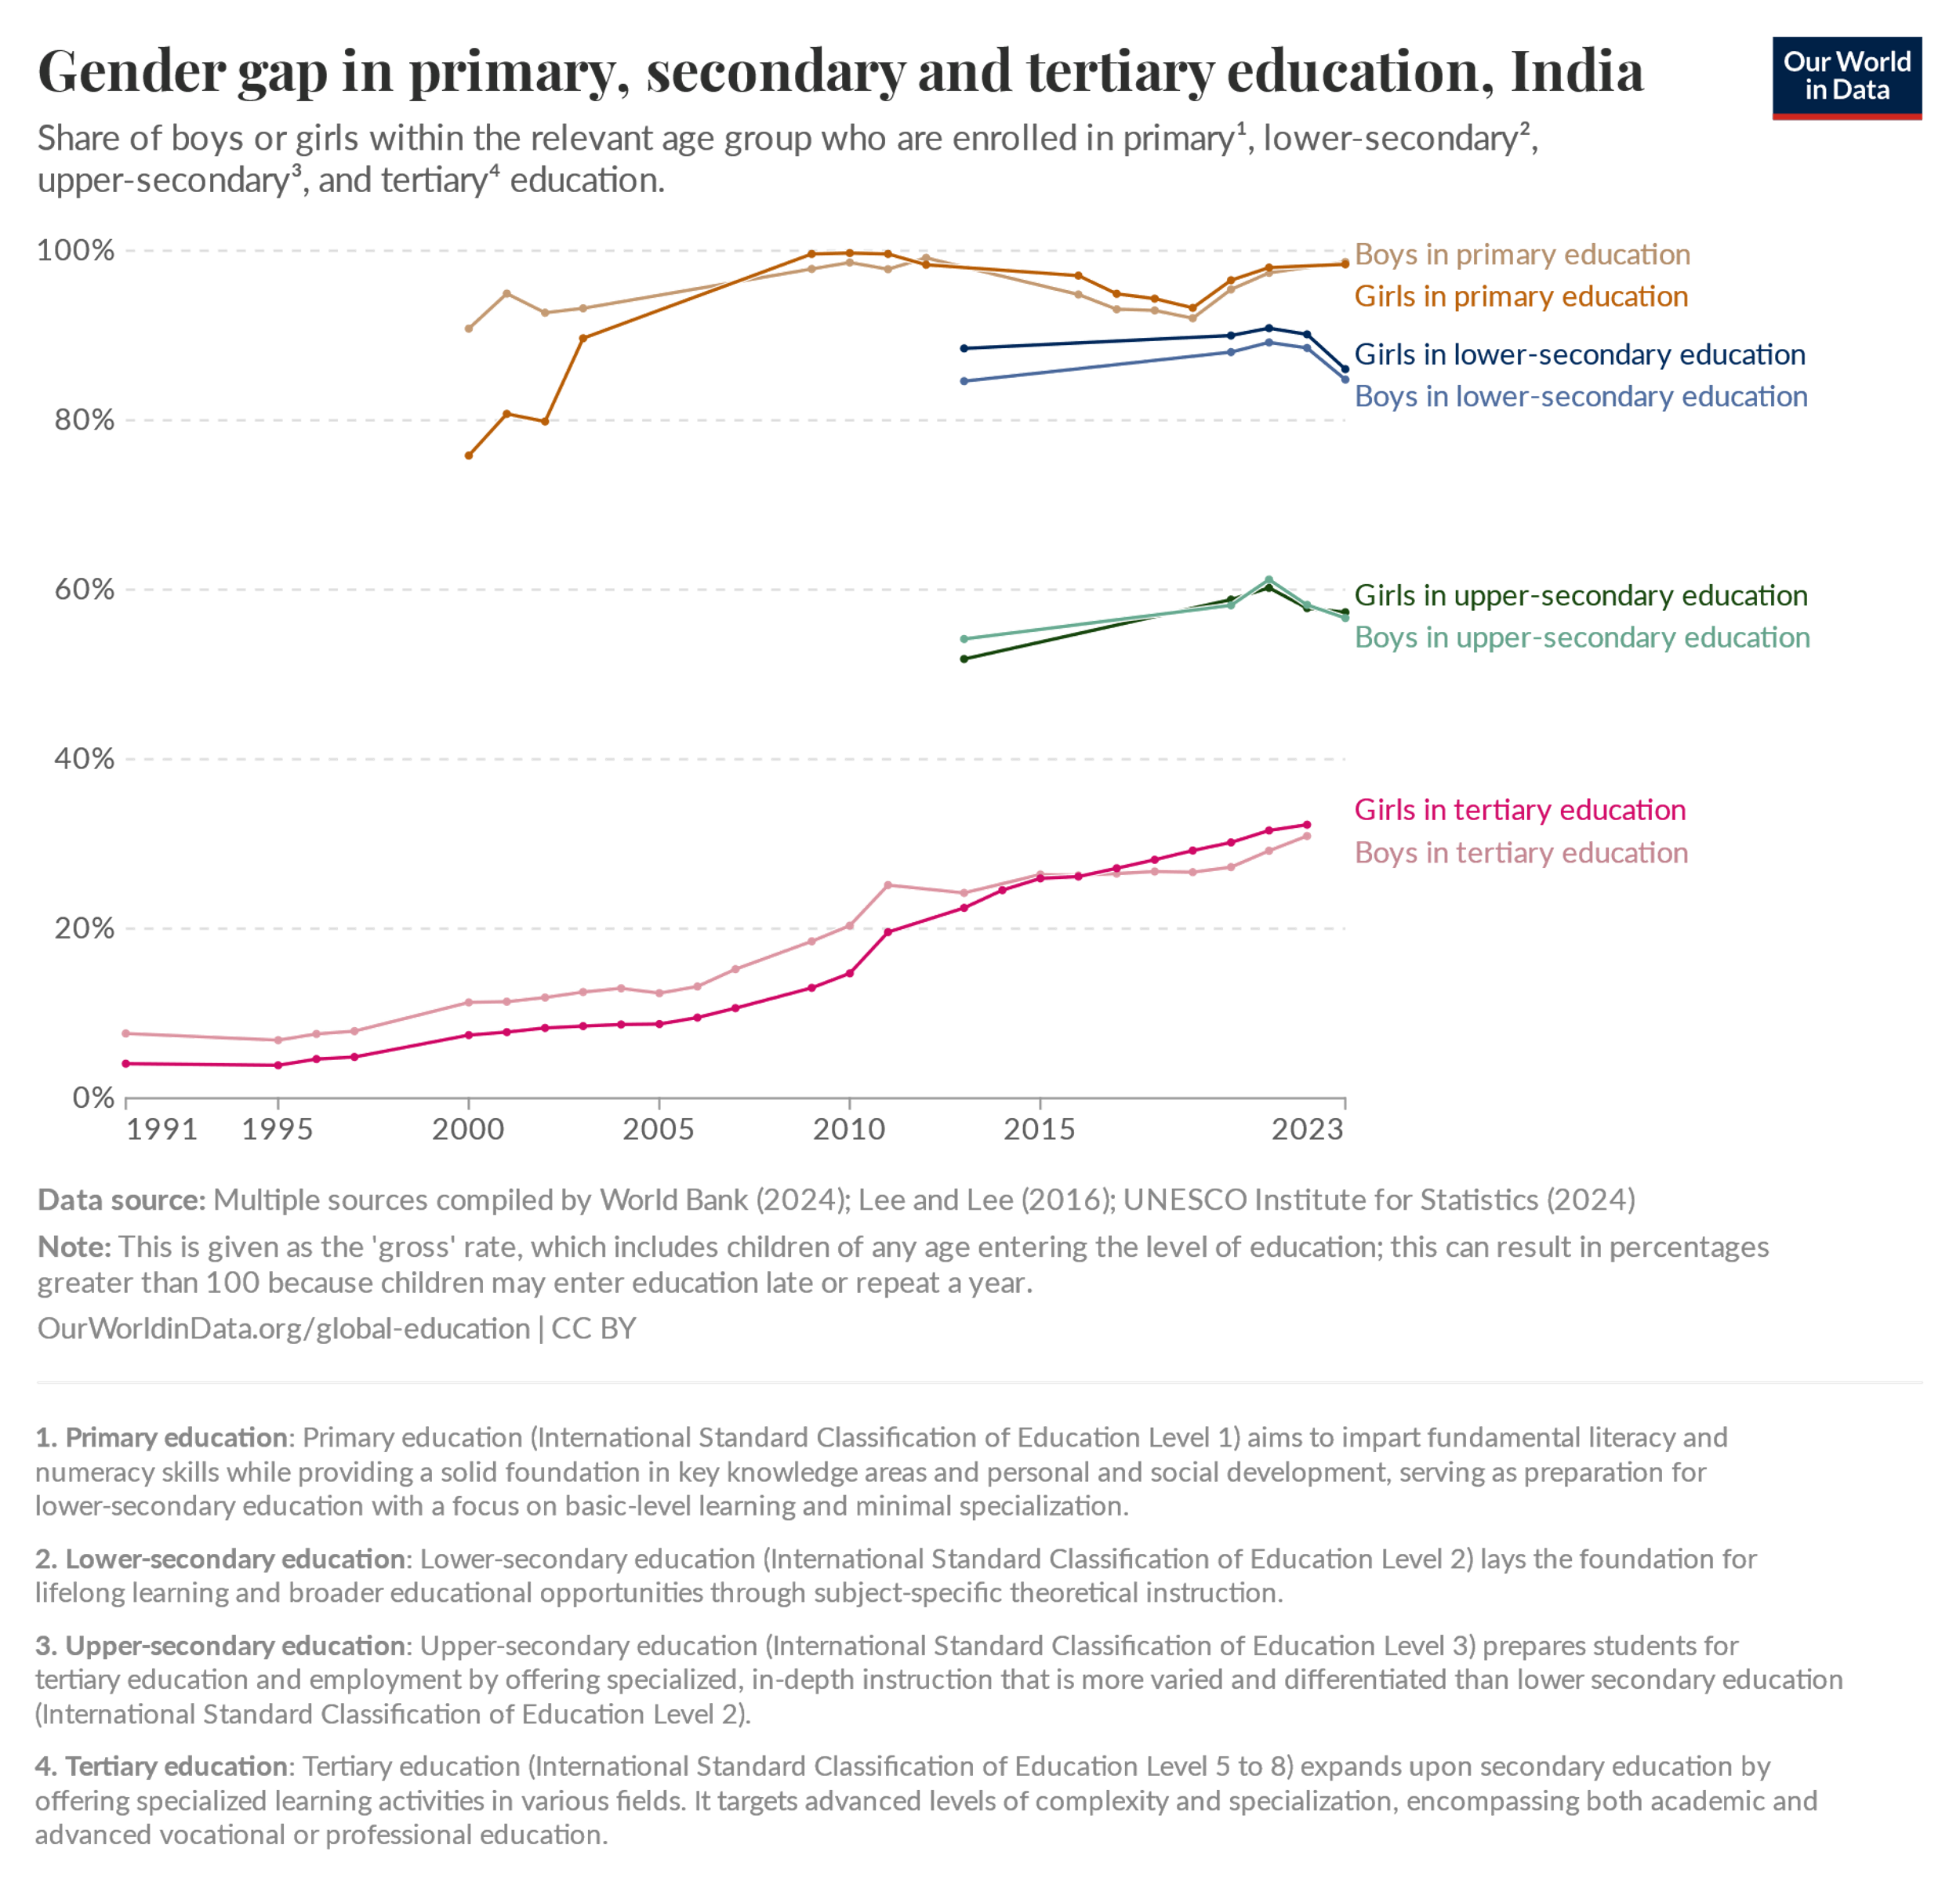 Gender gap in primary, secondary and tertiary education, India
Our World
in Data
Share of boys or girls within the relevant age group who are enrolled in primary¹, lower-secondary²,
upper-secondary³, and tertiary⁴ education.
100%
80%
60%
40%
20%
0%
Boys in primary education
Girls in primary education
Girls in lower-secondary education
Boys in lower-secondary education
Girls in upper-secondary education
Boys in upper-secondary education
Girls in tertiary education
Boys in tertiary education
1991 1995 2000 2005 2010 2015 2023
Data source: Multiple sources compiled by World Bank (2024); Lee and Lee (2016); UNESCO Institute for Statistics (2024)
Note: This is given as the 'gross' rate, which includes children of any age entering the level of education; this can result in percentages
greater than 100 because children may enter education late or repeat a year.
OurWorldinData.org/global-education | CC BY
1. Primary education: Primary education (International Standard Classification of Education Level 1) aims to impart fundamental literacy and
numeracy skills while providing a solid foundation in key knowledge areas and personal and social development, serving as preparation for
lower-secondary education with a focus on basic-level learning and minimal specialization.
2. Lower-secondary education: Lower-secondary education (International Standard Classification of Education Level 2) lays the foundation for
lifelong learning and broader educational opportunities through subject-specific theoretical instruction.
3. Upper-secondary education: Upper-secondary education (International Standard Classification of Education Level 3) prepares students for
tertiary education and employment by offering specialized, in-depth instruction that is more varied and differentiated than lower secondary education
(International Standard Classification of Education Level 2).
4. Tertiary education: Tertiary education (International Standard Classification of Education Level 5 to 8) expands upon secondary education by
offering specialized learning activities in various fields. It targets advanced levels of complexity and specialization, encompassing both academic and
advanced vocational or professional education.